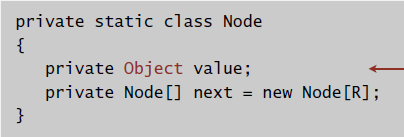 private static class Node
{
private Object value;
private Node[] next = new Node[R];
}